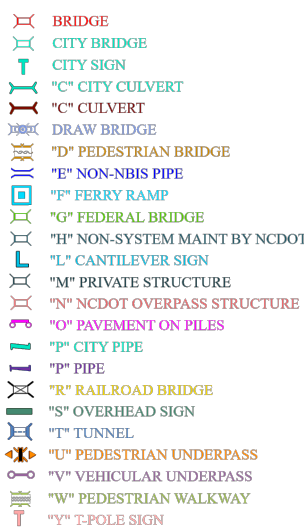 BRIDGE
CITY BRIDGE
CITY SIGN
"C" CITY CULVERT
"C" CULVERT
DRAW BRIDGE
"D" PEDESTRIAN BRIDGE
"E" NON-NBIS PIPE
"F" FERRY RAMP
"G" FEDERAL BRIDGE
"H" NON-SYSTEM MAINT BY NCDOT
"L" CANTILEVER SIGN
"M" PRIVATE STRUCTURE
"N" NCDOT OVERPASS STRUCTURE
"O" PAVEMENT ON PILES
"P" CITY PIPE
"P" PIPE
"R" RAILROAD BRIDGE
"S" OVERHEAD SIGN
"T" TUNNEL
"U" PEDESTRIAN UNDERPASS
"V" VEHICULAR UNDERPASS
"W" PEDESTRIAN WALKWAY
"Y" T-POLE SIGN